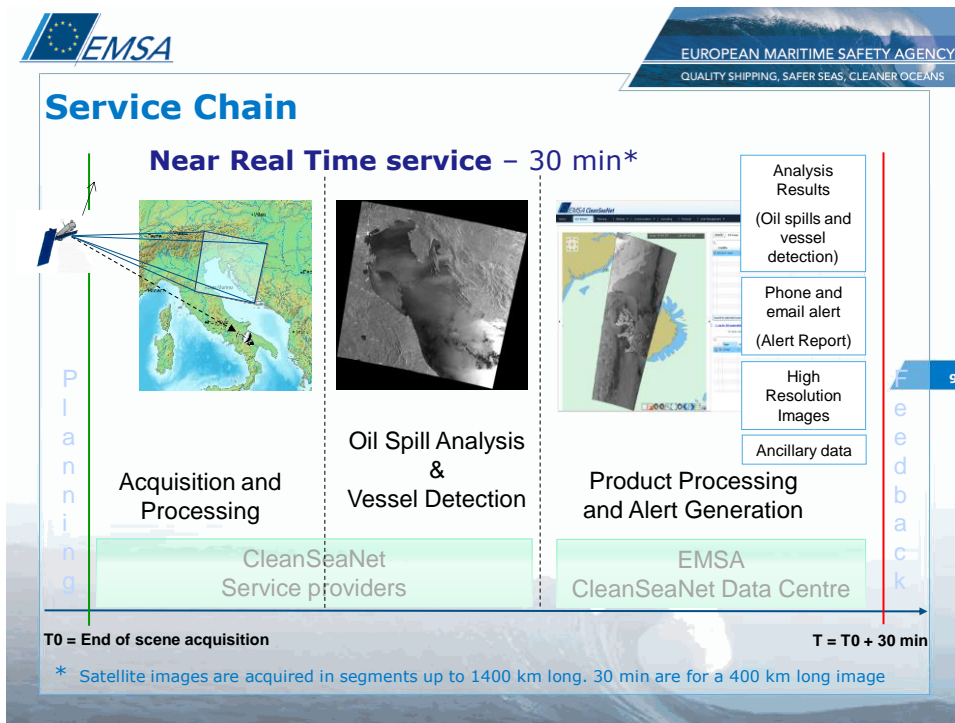 EMSA
EUROPEAN MARITIME SAFETY AGENCY
QUALITY SHIPPING, SAFER SEAS, CLEANER OCEANS
Service Chain
Near Real Time service – 30 min*
EMSA CleanSeaNet
Analysis
Results
(Oil spills and
vessel
detection)
Phone and
email alert
(Alert Report)
High
Resolution
Images
Ancillary data
Planning
Feedback
9
Acquisition and
Processing
Oil Spill Analysis
&
Vessel Detection
Product Processing
and Alert Generation
CleanSeaNet
Service providers
EMSA
CleanSeaNet Data Centre
T0 = End of scene acquisition
T = T0 + 30 min
* Satellite images are acquired in segments up to 1400 km long. 30 min are for a 400 km long image